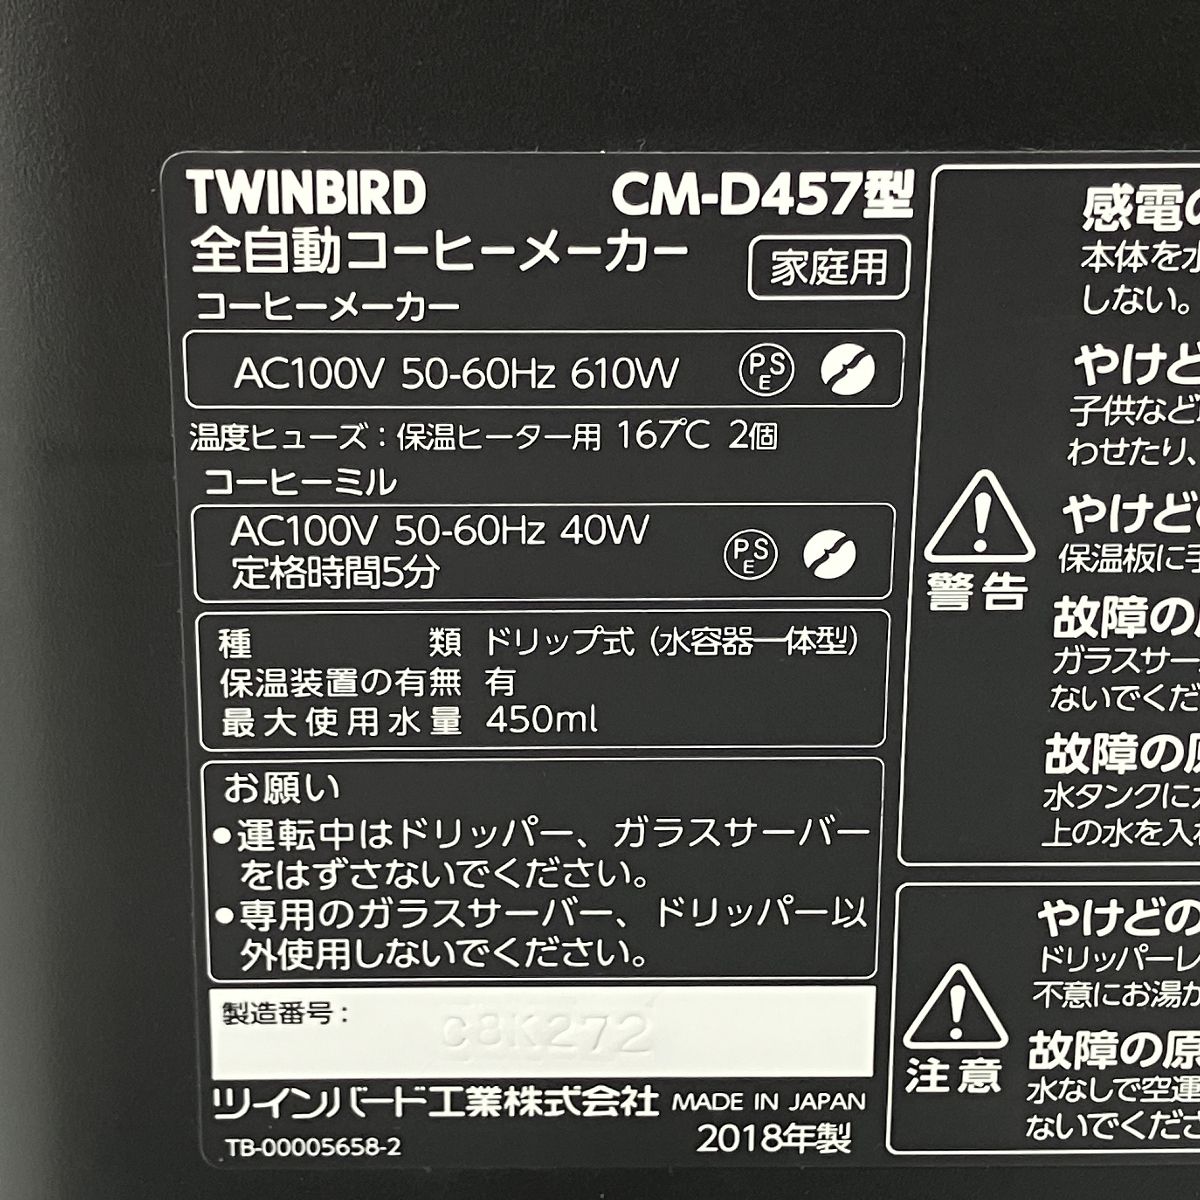 TWINBIRD CM-D457型
全自動コーヒーメーカー 家庭用
コーヒーメーカー
AC100V 50-60Hz 610W PSE
温度ヒューズ：保温ヒーター用 167℃ 2個
コーヒーミル
AC100V 50-60Hz 40W PSE
定格時間5分
種類 ドリップ式（水容器一体型）
保温装置の有無 有
最大使用水量 450ml
お願い
●運転中はドリッパー、ガラスサーバー
をはずさないでください。
●専用のガラスサーバー、ドリッパー以
外使用しないでください。
製造番号： C8K272
ツインバード工業株式会社 MADE IN JAPAN
TB-00005658-2 2018年製
警告
感電の
本体を水
しない。
やけど
子供など
わせたり、
やけど
保温板に手
故障の
ガラスサー
ないでくだ
故障の原
水タンクに
上の水を入
注意
やけどの
ドリッパーレ
不意にお湯が
故障の原
水なしで空運
ないでくださ